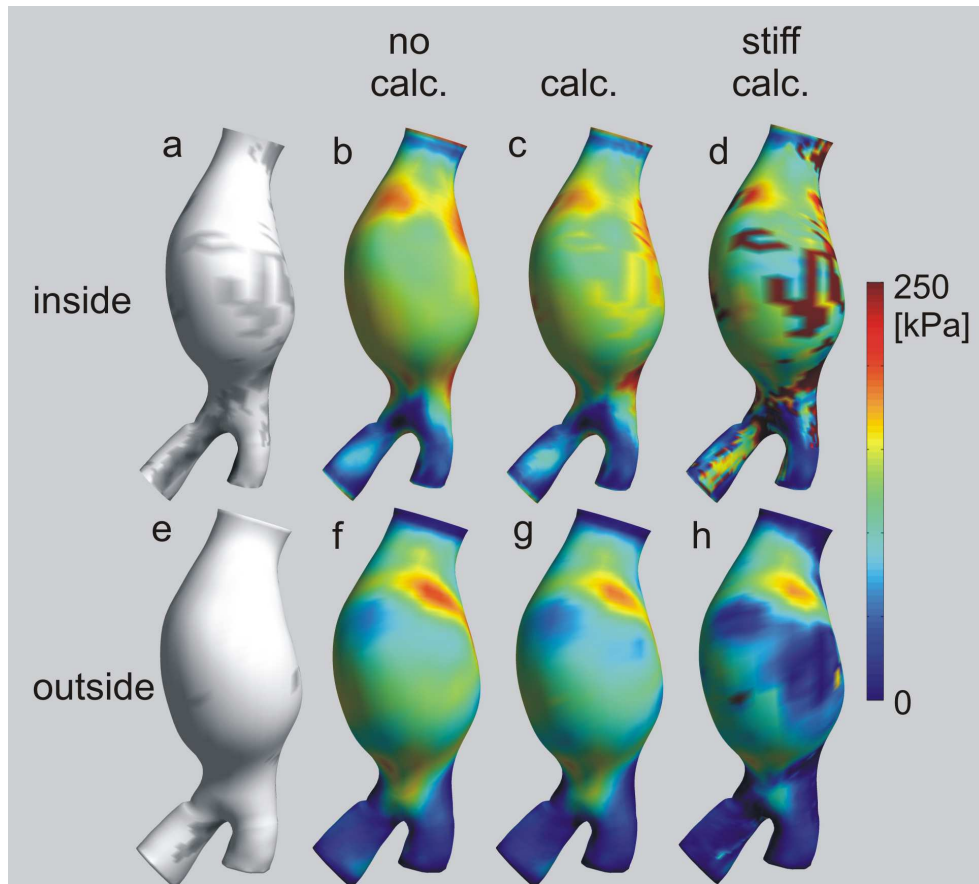 no
calc.
calc.
stiff
calc.
a
b
c
d
inside
250
[kPa]
e
f
g
h
outside
0